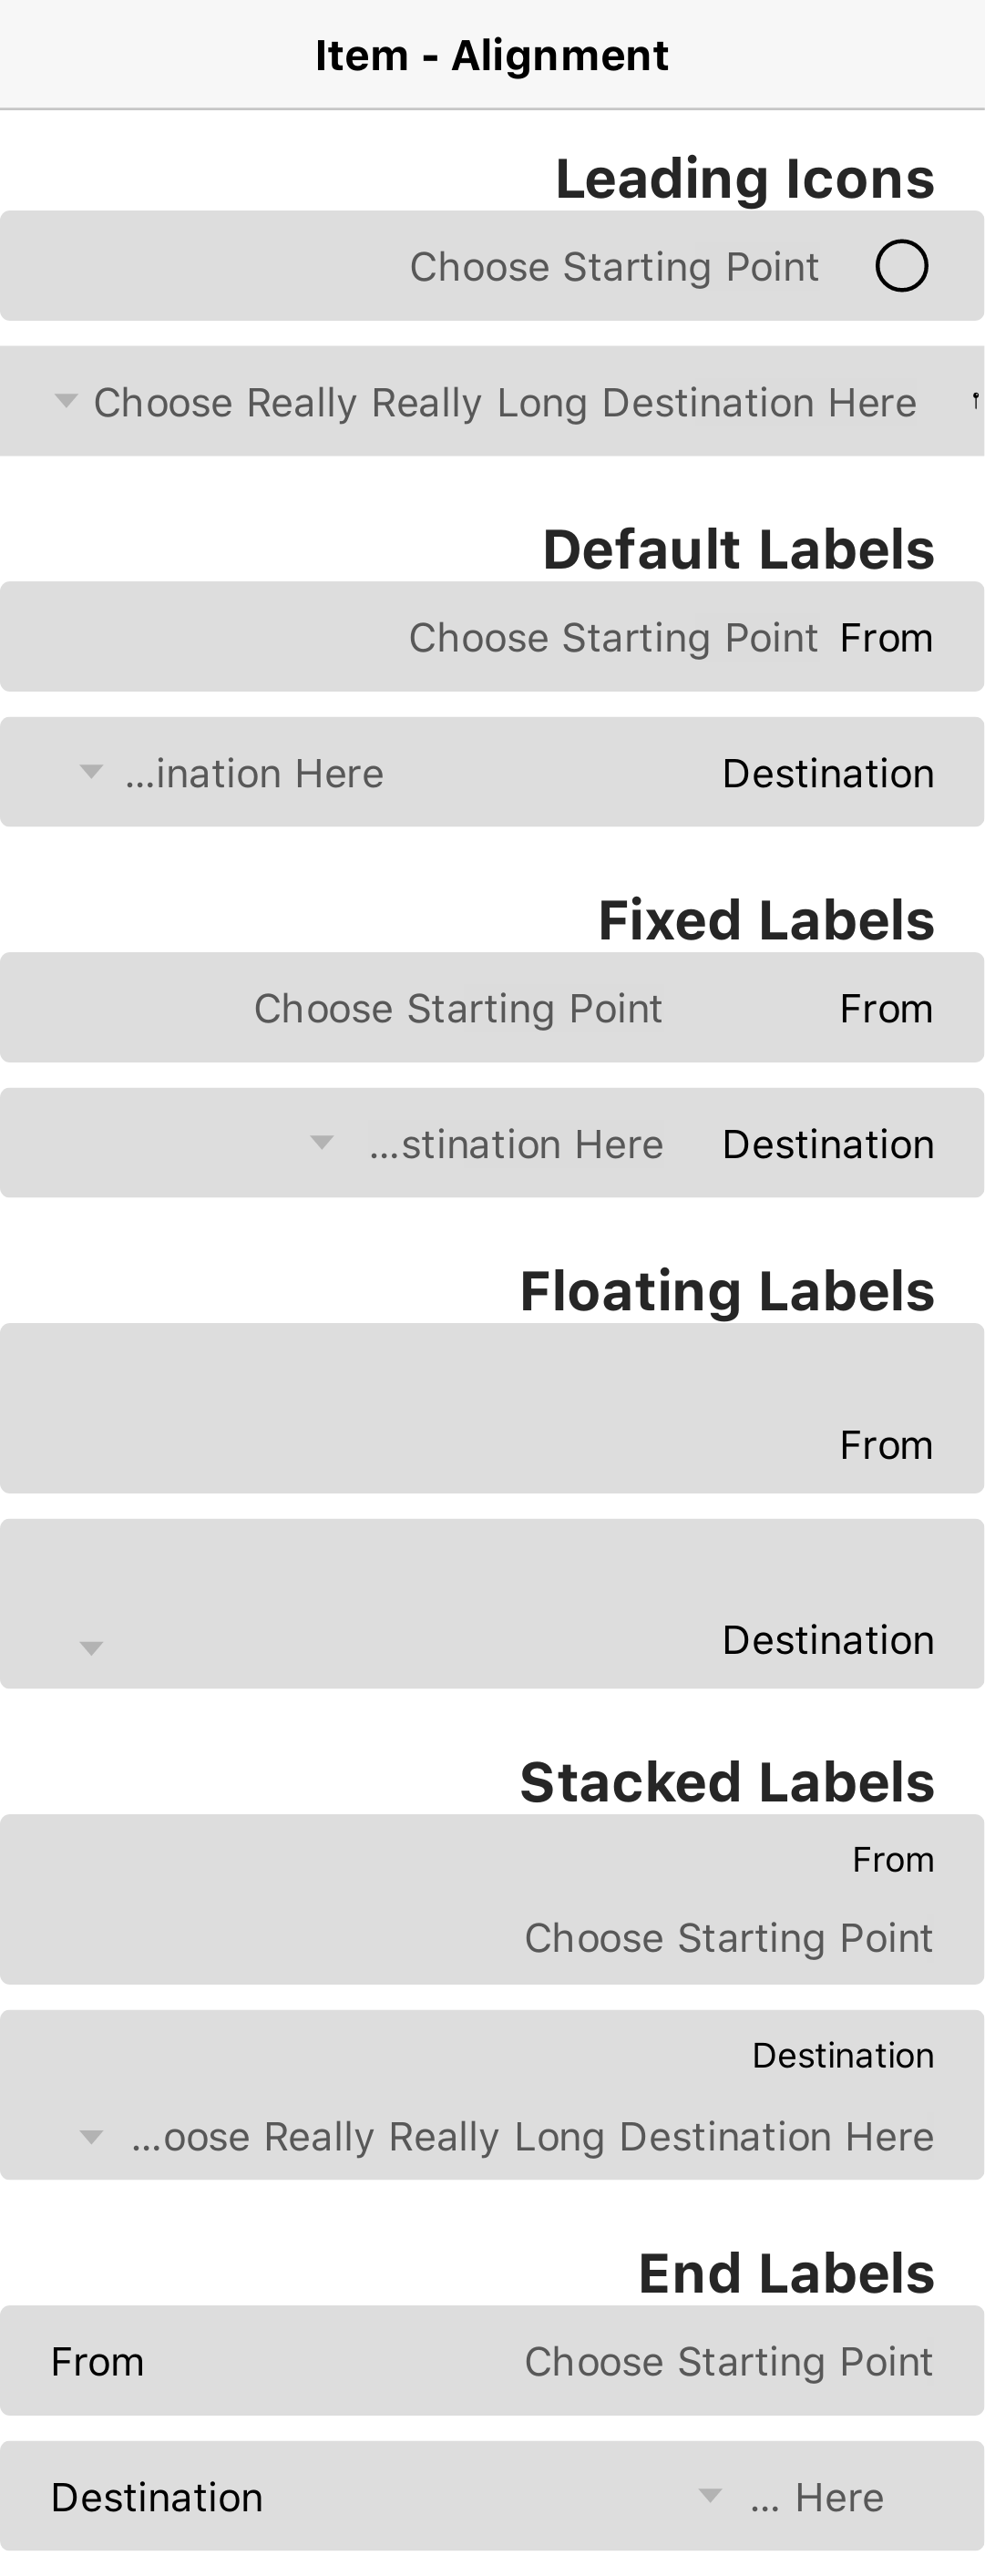 Item - Alignment
Leading Icons
Choose Starting Point
Choose Really Really Long Destination Here
Default Labels
From Choose Starting Point
Destination ...ination Here
Fixed Labels
From Choose Starting Point
Destination ...stination Here
Floating Labels
From
Destination
Stacked Labels
From
Choose Starting Point
Destination
...oose Really Really Long Destination Here
End Labels
Choose Starting Point From
... Here Destination